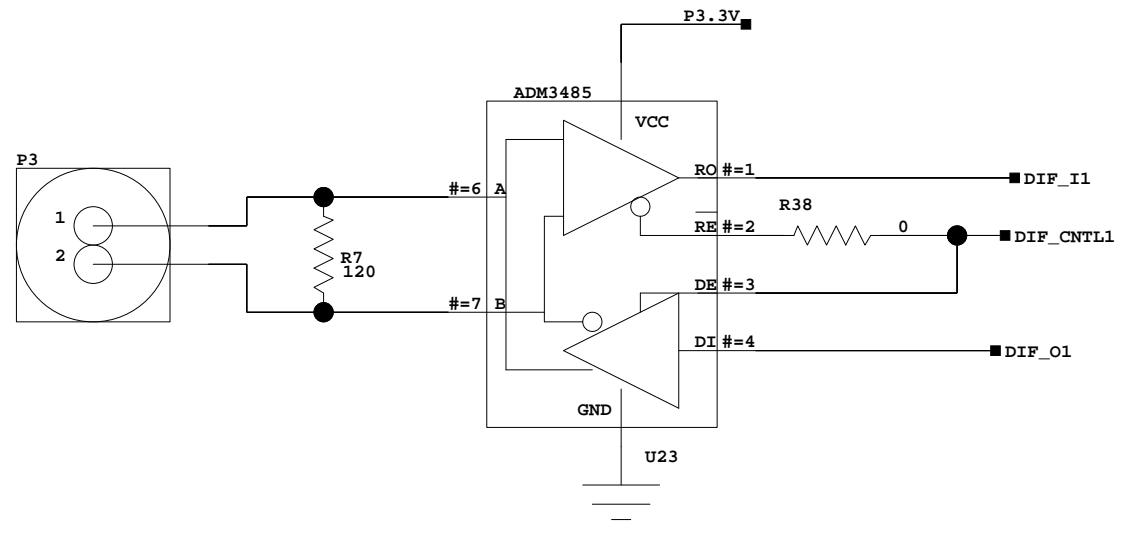 P3.3V
ADM3485
VCC
P3
RO #=1
DIF_I1
#=6 A
R38
1
RE #=2
0
DIF_CNTL1
2
R7
120
DE #=3
#=7 B
DI #=4
DIF_O1
GND
U23